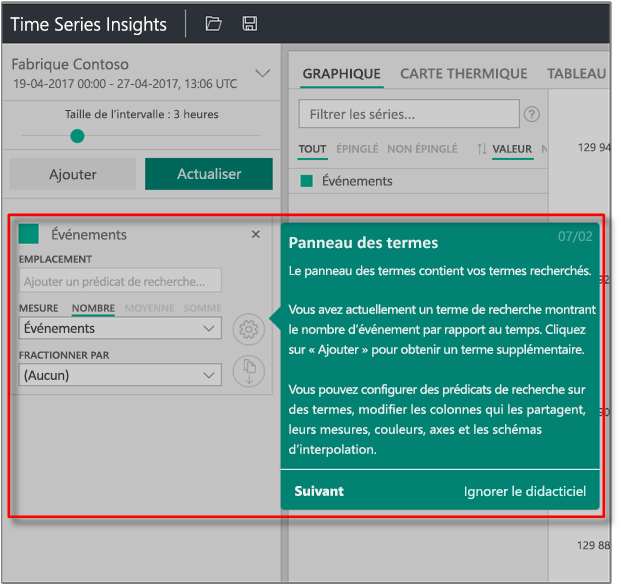 Time Series Insights
Fabrique Contoso
19-04-2017 00:00 - 27-04-2017, 13:06 UTC
Taille de l'intervalle : 3 heures
Ajouter
Actualiser
GRAPHIQUE CARTE THERMIQUE TABLEAU
Filtrer les séries...
TOUT ÉPINGLÉ NON ÉPINGLÉ VALEUR N
129 94
Événements
Événements
EMPLACEMENT
Ajouter un prédicat de recherche...
MESURE NOMBRE MOYENNE SOMME
Événements
FRACTIONNER PAR
(Aucun)
Panneau des termes 07/02
Le panneau des termes contient vos termes recherchés.
Vous avez actuellement un terme de recherche montrant
le nombre d'événement par rapport au temps. Cliquez
sur « Ajouter » pour obtenir un terme supplémentaire.
Vous pouvez configurer des prédicats de recherche sur
des termes, modifier les colonnes qui les partagent,
leurs mesures, couleurs, axes et les schémas
d'interpolation.
Suivant Ignorer le didacticiel
129 88